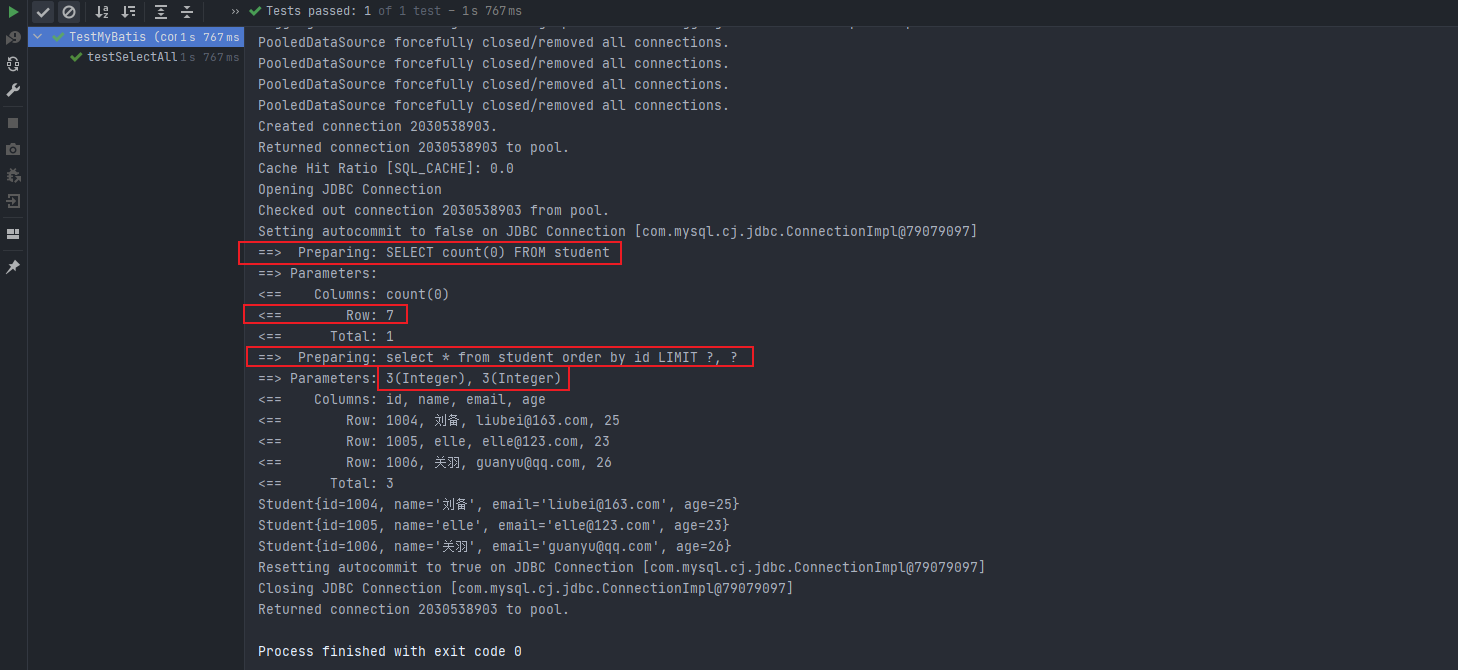 » ✔ Tests passed: 1 of 1 test – 1 s 767 ms
TestMyBatis (cor 1 s 767 ms
testSelectAll 1 s 767 ms
PooledDataSource forcefully closed/removed all connections.
PooledDataSource forcefully closed/removed all connections.
PooledDataSource forcefully closed/removed all connections.
PooledDataSource forcefully closed/removed all connections.
Created connection 2030538903.
Returned connection 2030538903 to pool.
Cache Hit Ratio [SQL_CACHE]: 0.0
Opening JDBC Connection
Checked out connection 2030538903 from pool.
Setting autocommit to false on JDBC Connection [com.mysql.cj.jdbc.ConnectionImpl@79079097]
==>  Preparing: SELECT count(0) FROM student
==> Parameters:
<==    Columns: count(0)
<==        Row: 7
<==      Total: 1
==>  Preparing: select * from student order by id LIMIT ?, ?
==> Parameters: 3(Integer), 3(Integer)
<==    Columns: id, name, email, age
<==        Row: 1004, 刘备, liubei@163.com, 25
<==        Row: 1005, elle, elle@123.com, 23
<==        Row: 1006, 关羽, guanyu@qq.com, 26
<==      Total: 3
Student{id=1004, name='刘备', email='liubei@163.com', age=25}
Student{id=1005, name='elle', email='elle@123.com', age=23}
Student{id=1006, name='关羽', email='guanyu@qq.com', age=26}
Resetting autocommit to true on JDBC Connection [com.mysql.cj.jdbc.ConnectionImpl@79079097]
Closing JDBC Connection [com.mysql.cj.jdbc.ConnectionImpl@79079097]
Returned connection 2030538903 to pool.
Process finished with exit code 0